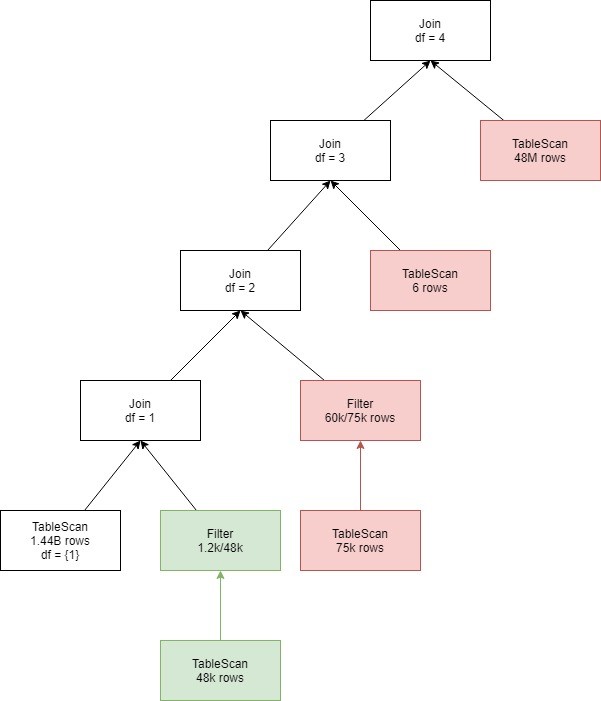 Join
df = 4
Join
df = 3
TableScan
48M rows
Join
df = 2
TableScan
6 rows
Join
df = 1
Filter
60k/75k rows
TableScan
1.44B rows
df = {1}
Filter
1.2k/48k
TableScan
75k rows
TableScan
48k rows